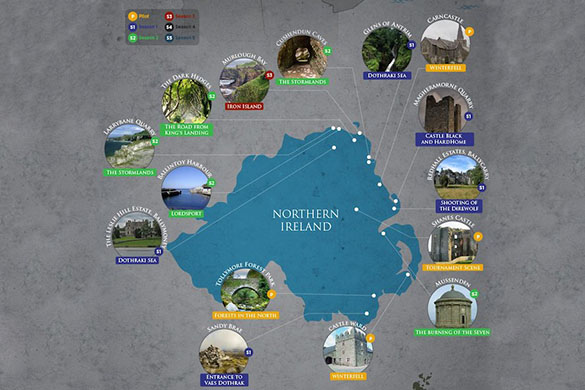 P Pilot
S3 Season 3
S1 Season 1
S4 Season 4
S2 Season 2
S5 Season 5
Cushendun Caves
S2
The Stormlands
Glens of Antrim
S1
Dothraki Sea
Carncastle
P
Winterfell
Murlough Bay
S3
Iron Island
The Dark Hedges
S2
The Road from
King's Landing
Magheramorne Quarry
S1
Castle Black
and Hardhome
Larrybane Quarry
S2
The Stormlands
Ballintoy Harbour
S2
Lordsport
Redhall Estates, Ballycarry
S1
Shooting of
the Direwolf
The Leslie Hill Estate, Ballymoney
S1
Dothraki Sea
Northern
Ireland
Shanes Castle
P
Tournament Scene
Tollymore Forest Park
P
Forests in the North
Mussenden
S2
The Burning of the Seven
Sandy Brae
S1
Entrance to
Vaes Dothrak
Castle Ward
P
Winterfell